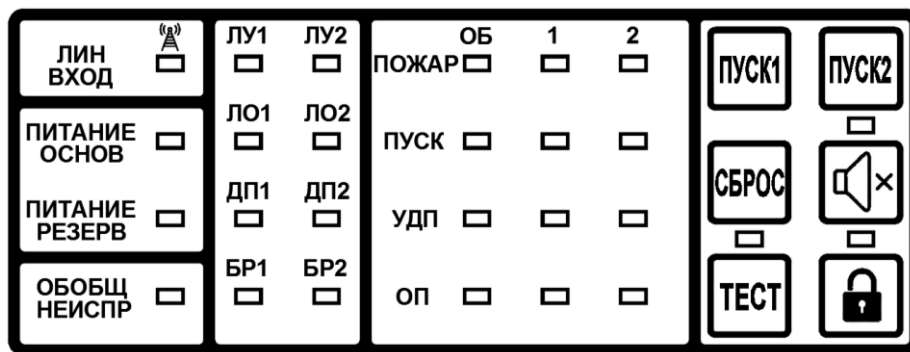 ЛИН
ВХОД
ПИТАНИЕ
ОСНОВ
ПИТАНИЕ
РЕЗЕРВ
ОБОБЩ
НЕИСПР
ЛУ1 ЛУ2
ЛО1 ЛО2
ДП1 ДП2
БР1 БР2
ОБ 1 2
ПОЖАР
ПУСК
УДП
ОП
ПУСК1 ПУСК2
СБРОС
ТЕСТ